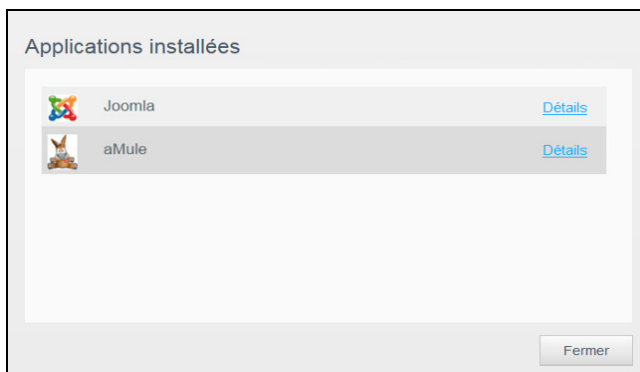 Applications installées
Joomla Détails
aMule Détails
Fermer